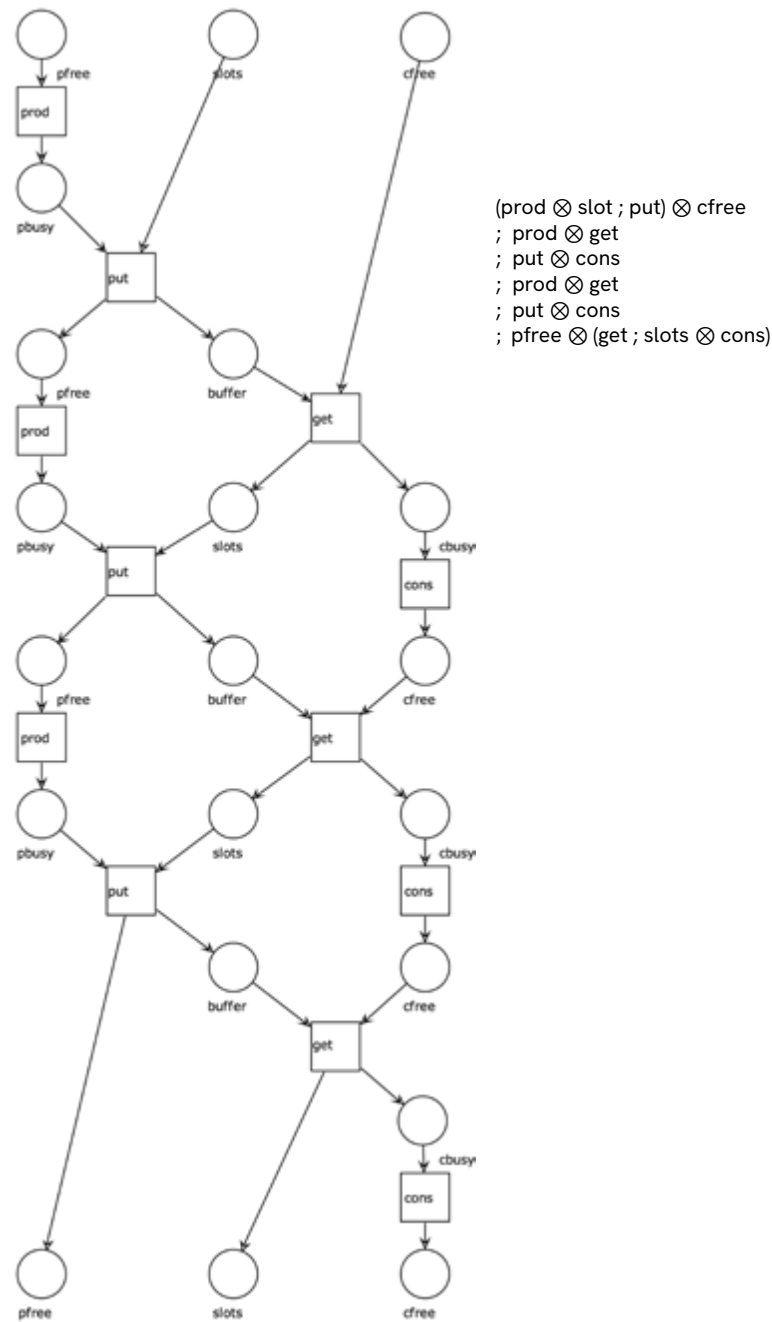 pfree
slots
cfree
prod
pbusy
put
(prod ⊗ slot ; put) ⊗ cfree
; prod ⊗ get
; put ⊗ cons
; prod ⊗ get
; put ⊗ cons
; pfree ⊗ (get ; slots ⊗ cons)
pfree
buffer
prod
get
pbusy
slots
cbusy
put
cons
pfree
buffer
cfree
prod
get
pbusy
slots
cbusy
put
cons
buffer
cfree
get
cbusy
cons
pfree
slots
cfree